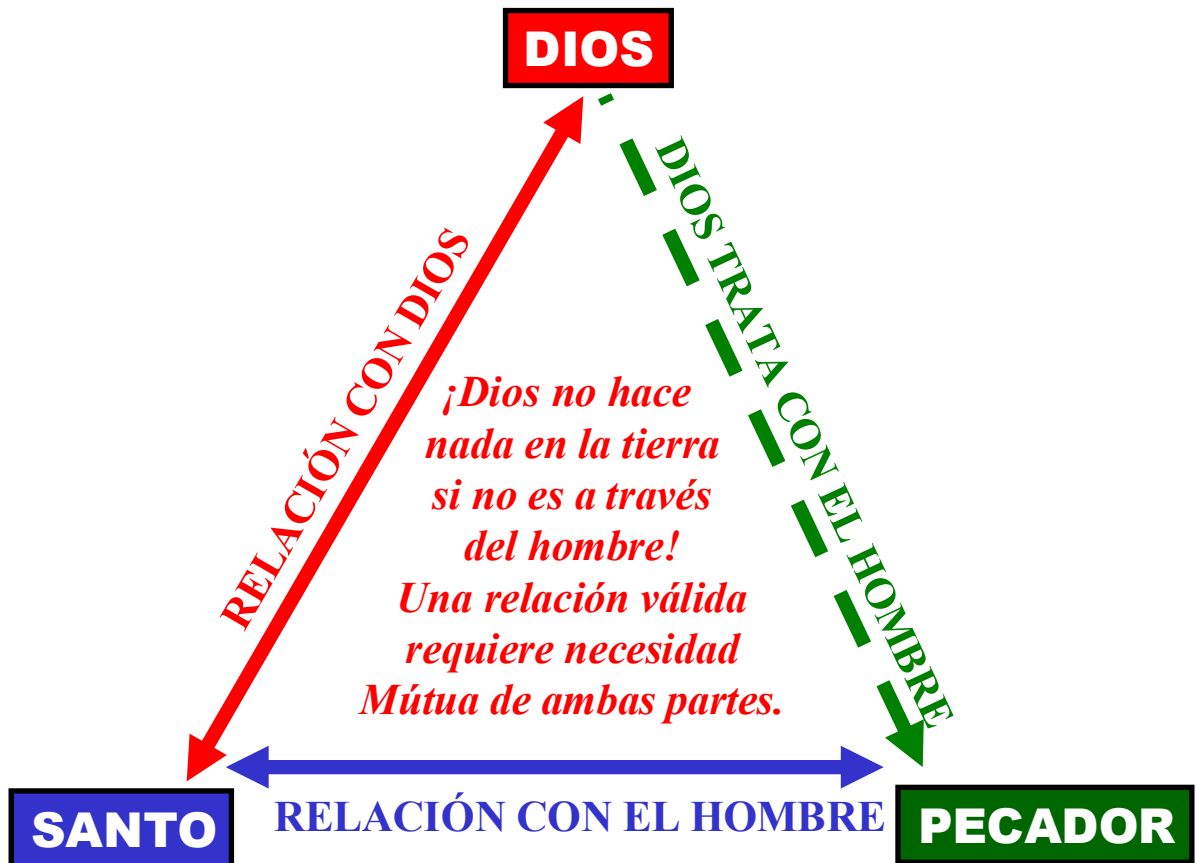 DIOS
RELACIÓN CON DIOS
DIOS TRATA CON EL HOMBRE
¡Dios no hace
nada en la tierra
si no es a través
del hombre!
Una relación válida
requiere necesidad
Mútua de ambas partes.
SANTO
RELACIÓN CON EL HOMBRE
PECADOR